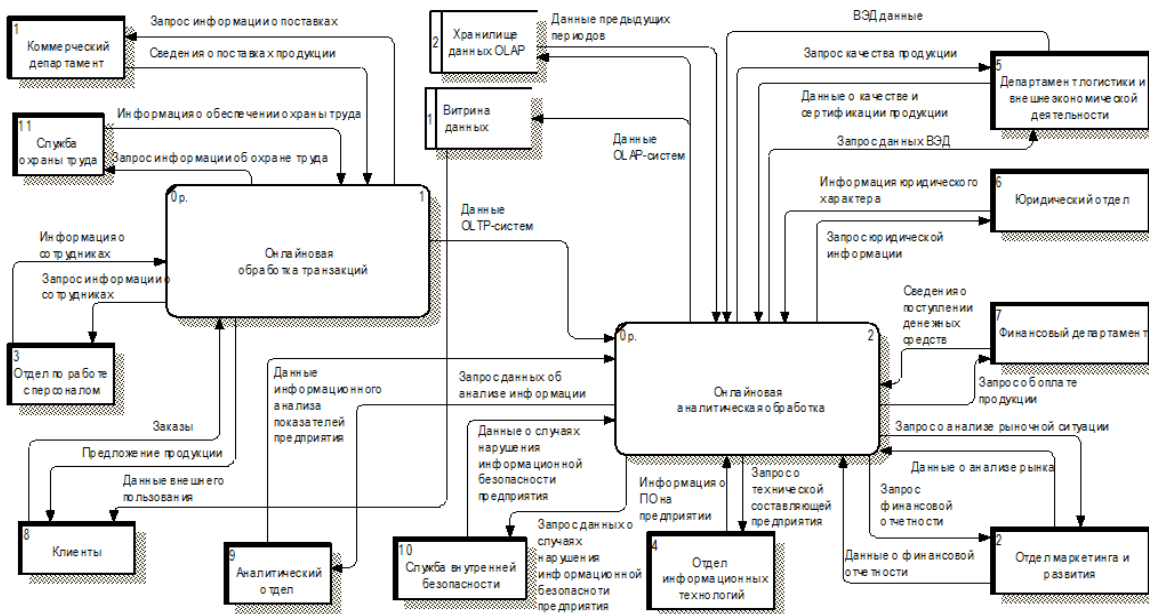 1
Коммерческий
департамент
Запрос информации о поставках
Сведения о поставках продукции
11
Служба
охраны труда
Информация о обеспечении охраны труда
Запрос информации об охране труда
2
Хранилище
данных OLAP
Данные
предыдущих
периодов
1
Витрина
данных
Данные
OLAP-систем
ВЭД данные
Запрос качества продукции
Данные о качестве и
сертификации продукции
Запрос данных ВЭД
5
Департамент логистики и
внешнеэкономической
деятельности
Информация юридического
характера
Запрос юридической
информации
6
Юридический отдел
0р.
1
Онлайновая
обработка транзакций
Данные
OLTP-систем
Информация о
сотрудниках
Запрос информации о
сотрудниках
3
Отдел по работе
с персоналом
Сведения о
поступлении
денежных
средств
7
Финансовый департамент
Запрос об оплате
продукции
0р.
2
Онлайновая
аналитическая обработка
Данные
информационного
анализа
показателей
предприятия
Запрос данных об
анализе информации
Заказы
Предложение продукции
Данные внешнего
пользования
8
Клиенты
9
Аналитический
отдел
Данные о случаях
нарушения
информационной
безопасности
предприятия
Запрос данных о
случаях
нарушения
информационной
безопасности
предприятия
10
Служба внутренней
безопасности
Информация о
ПО на
предприятии
Запрос о
технической
составляющей
предприятия
4
Отдел
информационных
технологий
Запрос о анализе рыночной ситуации
Данные о анализе рынка
Запрос
финансовой
отчетности
Данные о финансовой
отчетности
2
Отдел маркетинга и
развития